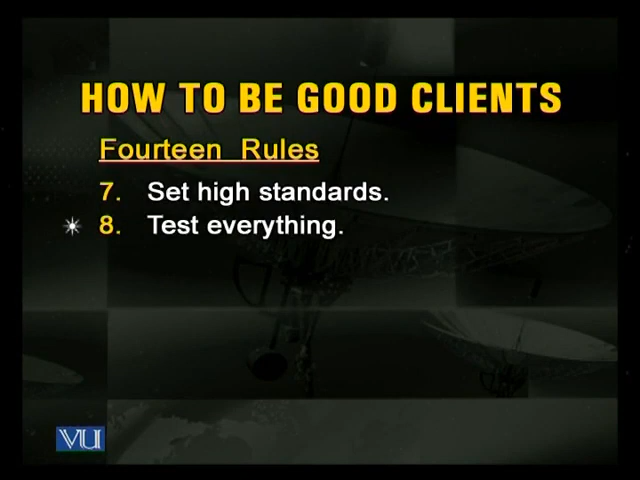 HOW TO BE GOOD CLIENTS
Fourteen Rules
7. Set high standards.
8. Test everything.
VU